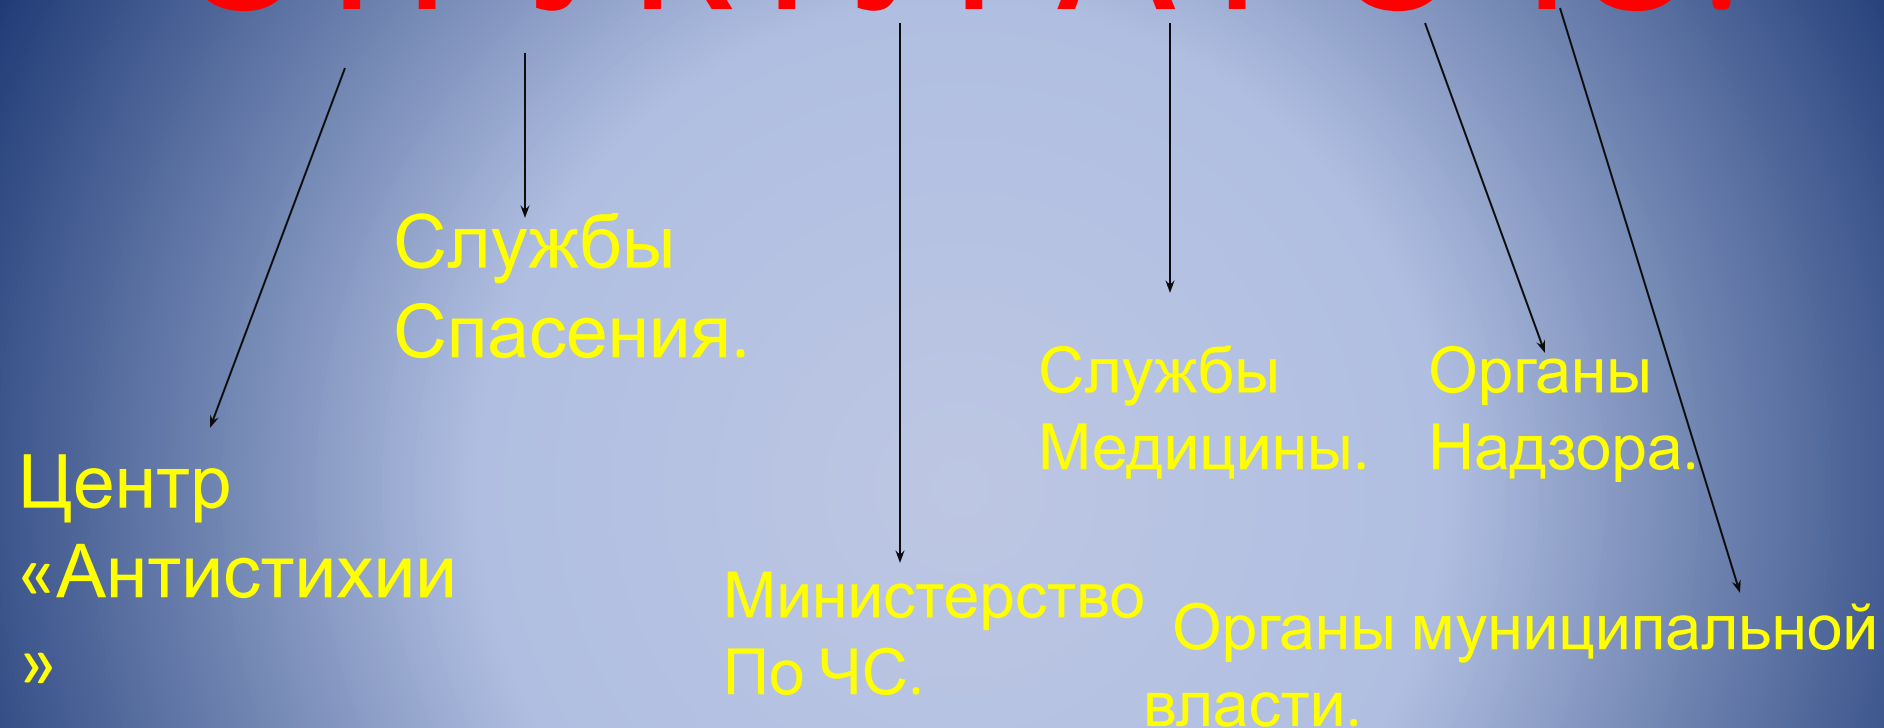 Службы
Спасения.
Службы
Медицины.
Органы
Надзора.
Центр
«Антистихии
»
Министерство
По ЧС.
Органы муниципальной
власти.